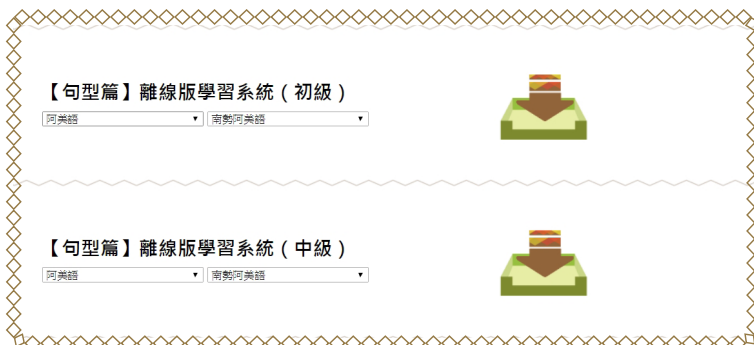 【句型篇】離線版學習系統（初級）
阿美語 南勢阿美語
【句型篇】離線版學習系統（中級）
阿美語 南勢阿美語